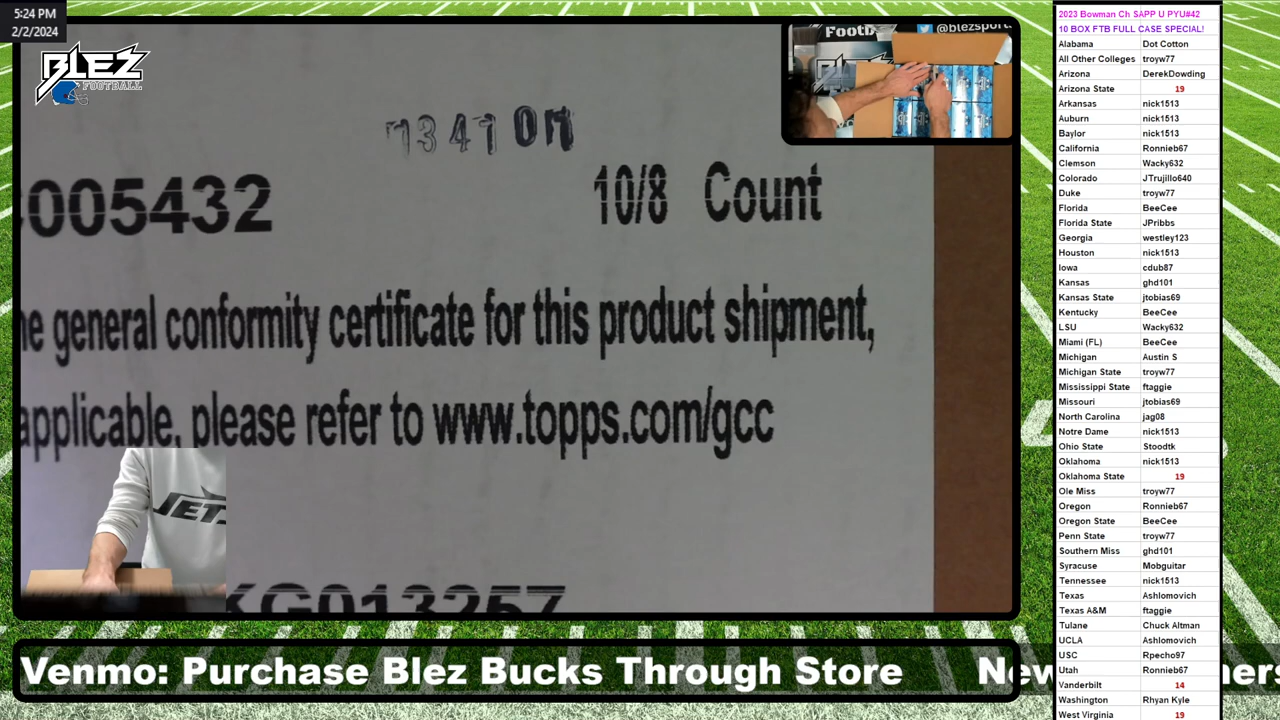 5:24 PM
2/2/2024
BLEZ
FOOTBALL
Footb
@blezsport
005432
10/8 Count
he general conformity certificate for this product shipment,
applicable, please refer to www.topps.com/gcc
KG013257
JETS
Venmo: Purchase Blez Bucks Through Store
New
2023 Bowman Ch SAPP U PYU#42
10 BOX FTB FULL CASE SPECIAL!
Alabama Dot Cotton
All Other Colleges troyw77
Arizona DerekDowding
Arizona State 19
Arkansas nick1513
Auburn nick1513
Baylor nick1513
California Ronnieb67
Clemson Wacky632
Colorado JTrujillo640
Duke troyw77
Florida BeeCee
Florida State JPribbs
Georgia westley123
Houston nick1513
Iowa cdub87
Kansas ghd101
Kansas State jtobias69
Kentucky BeeCee
LSU Wacky632
Miami (FL) BeeCee
Michigan Austin S
Michigan State troyw77
Mississippi State ftaggie
Missouri jtobias69
North Carolina jag08
Notre Dame nick1513
Ohio State Stoodtk
Oklahoma nick1513
Oklahoma State 19
Ole Miss troyw77
Oregon Ronnieb67
Oregon State BeeCee
Penn State troyw77
Southern Miss ghd101
Syracuse Mobguitar
Tennessee nick1513
Texas Ashlomovich
Texas A&M ftaggie
Tulane Chuck Altman
UCLA Ashlomovich
USC Rpecho97
Utah Ronnieb67
Vanderbilt 14
Washington Rhyan Kyle
West Virginia 19